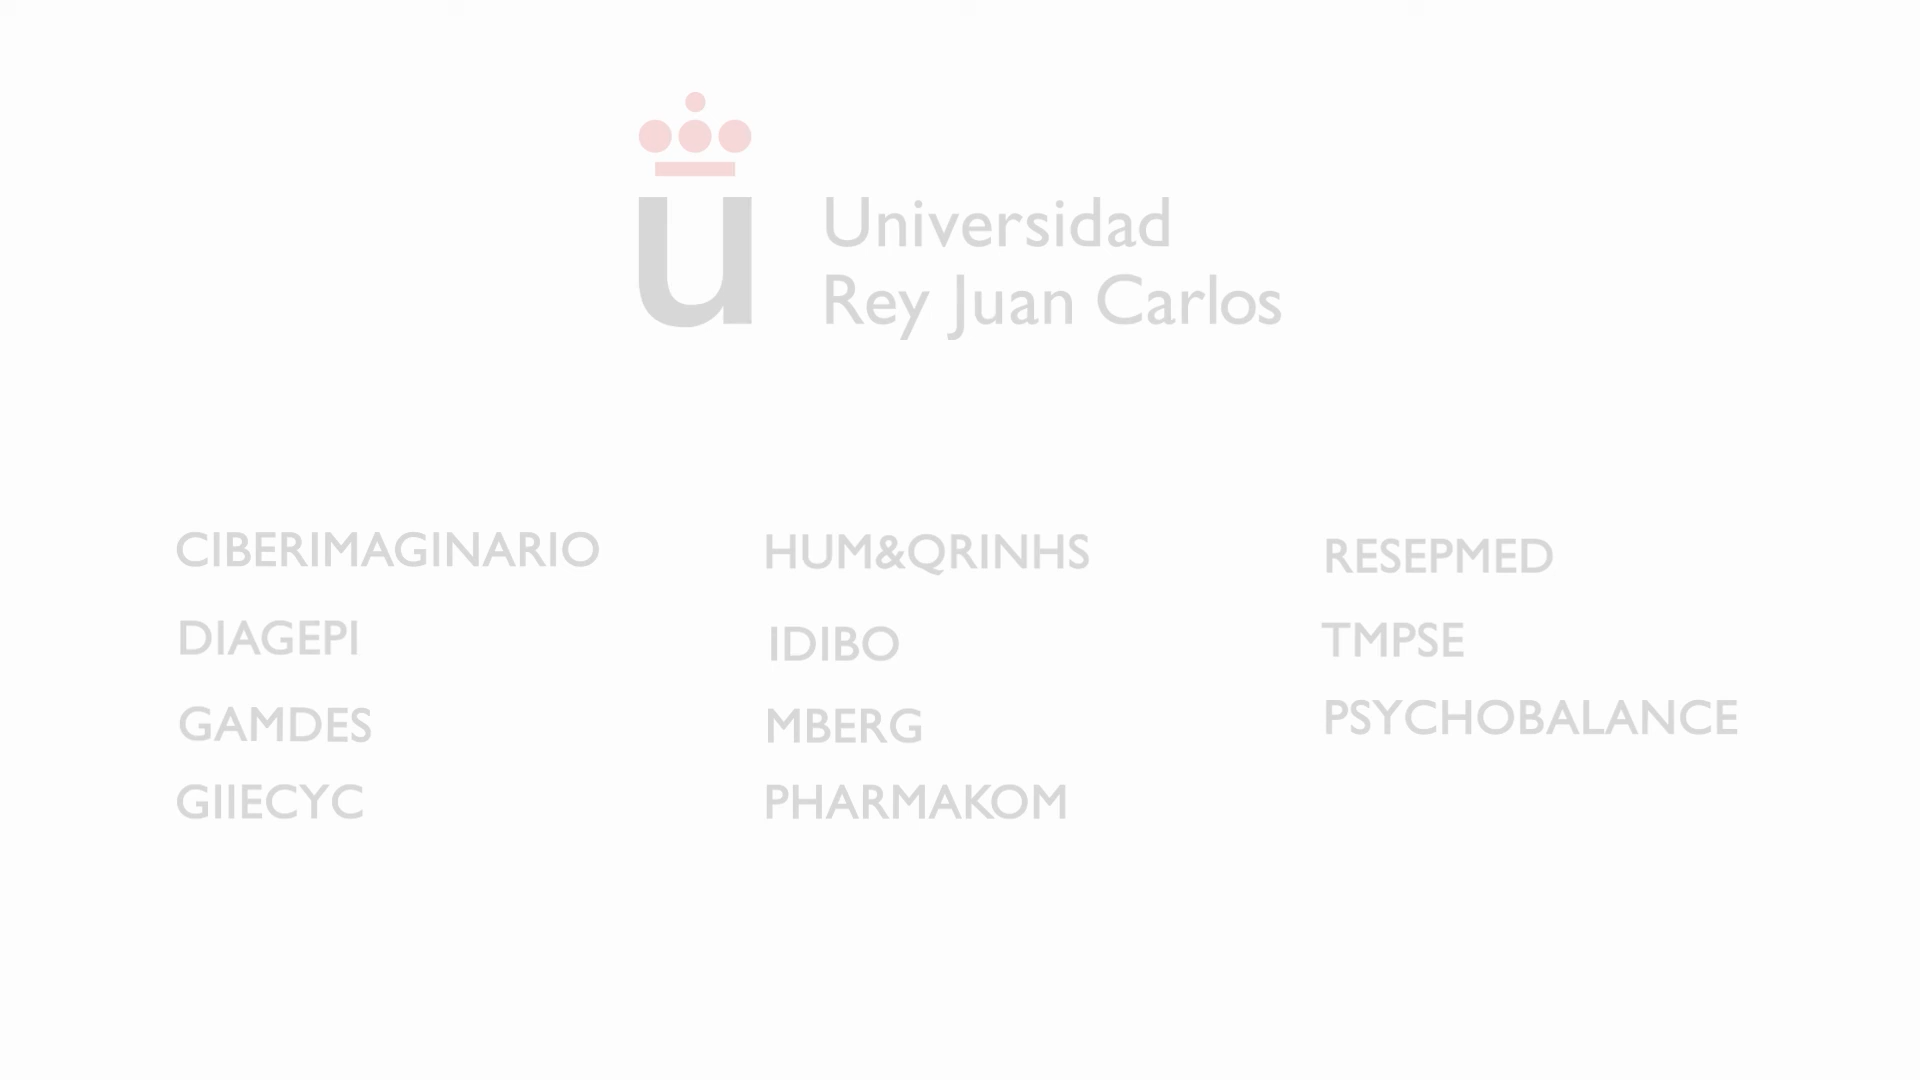 Universidad
Rey Juan Carlos
CIBERIMAGINARIO
DIAGEPI
GAMDES
GIIECYC
HUM&QRINHS
IDIBO
MBERG
PHARMAKOM
RESEPMED
TMPSE
PSYCHOBALANCE